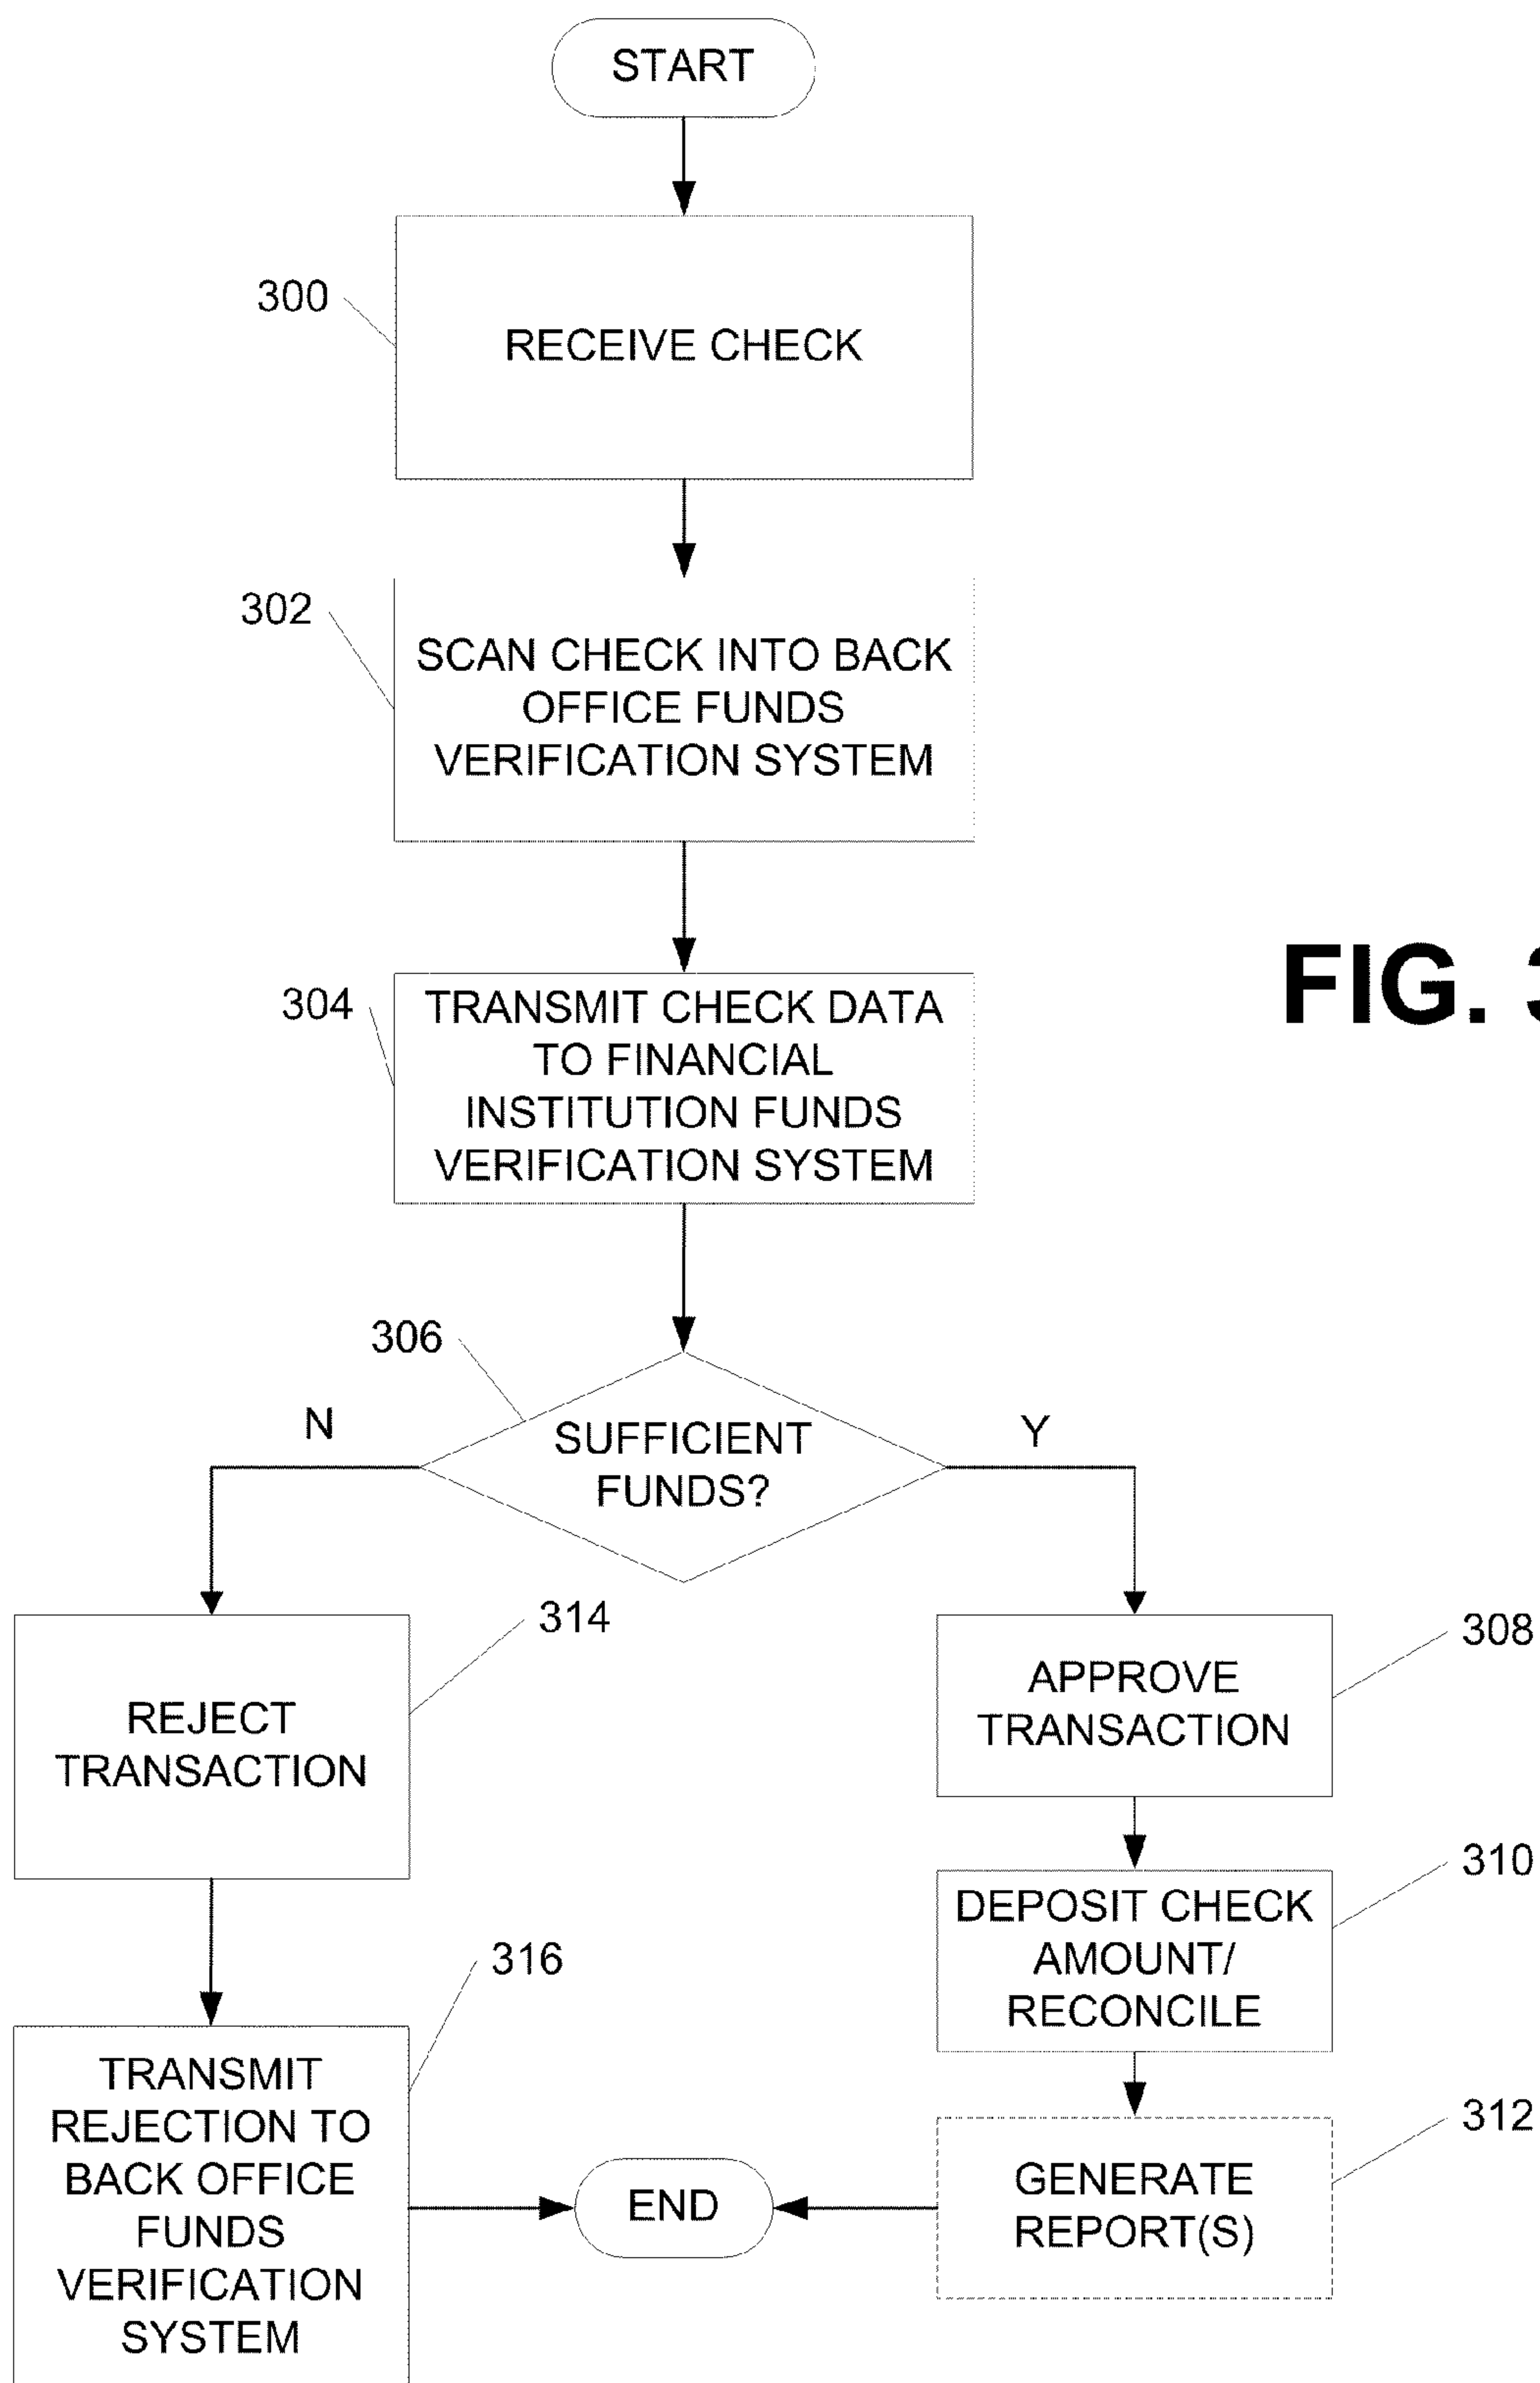 START
300
RECEIVE CHECK
302
SCAN CHECK INTO BACK
OFFICE FUNDS
VERIFICATION SYSTEM
FIG. 3
304
TRANSMIT CHECK DATA
TO FINANCIAL
INSTITUTION FUNDS
VERIFICATION SYSTEM
306
N
SUFFICIENT
FUNDS?
Y
314
REJECT
TRANSACTION
308
APPROVE
TRANSACTION
310
DEPOSIT CHECK
AMOUNT/
RECONCILE
316
TRANSMIT
REJECTION TO
BACK OFFICE
FUNDS
VERIFICATION
SYSTEM
END
312
GENERATE
REPORT(S)